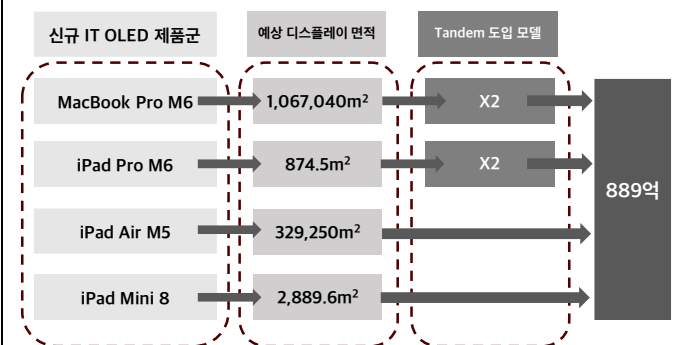 신규 IT OLED 제품군
예상 디스플레이 면적
Tandem 도입 모델
MacBook Pro M6
1,067,040m²
X2
iPad Pro M6
874.5m²
X2
889억
iPad Air M5
329,250m²
iPad Mini 8
2,889.6m²